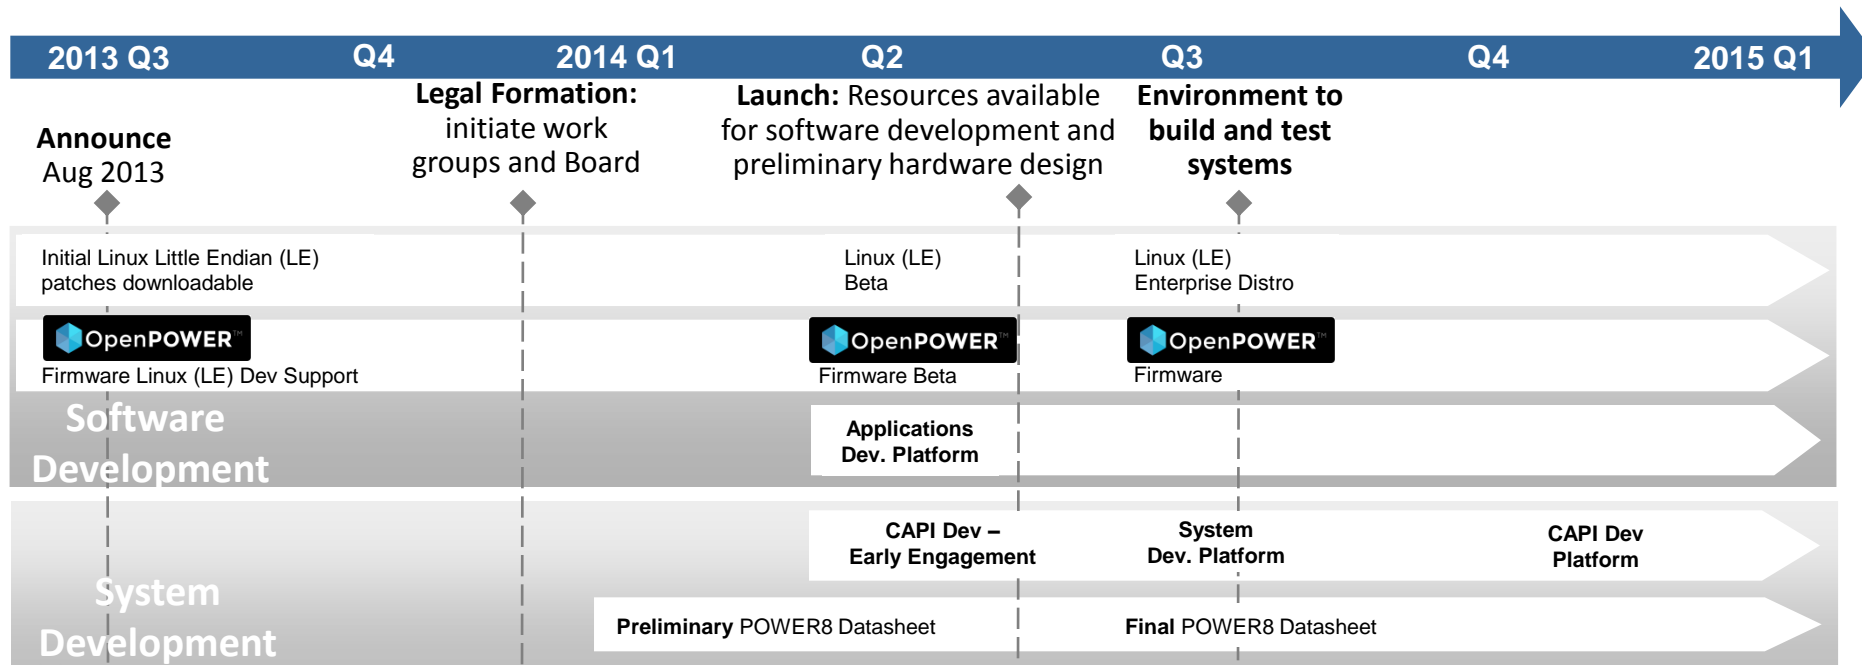 2013 Q3 Q4 2014 Q1 Q2 Q3 Q4 2015 Q1
Announce
Aug 2013
Legal Formation:
initiate work
groups and Board
Launch: Resources available
for software development and
preliminary hardware design
Environment to
build and test
systems
Initial Linux Little Endian (LE)
patches downloadable
Linux (LE)
Beta
Linux (LE)
Enterprise Distro
OpenPOWER™
Firmware Linux (LE) Dev Support
OpenPOWER™
Firmware Beta
OpenPOWER™
Firmware
Software
Development
Applications
Dev. Platform
CAPI Dev –
Early Engagement
System
Dev. Platform
CAPI Dev
Platform
System
Development
Preliminary POWER8 Datasheet
Final POWER8 Datasheet